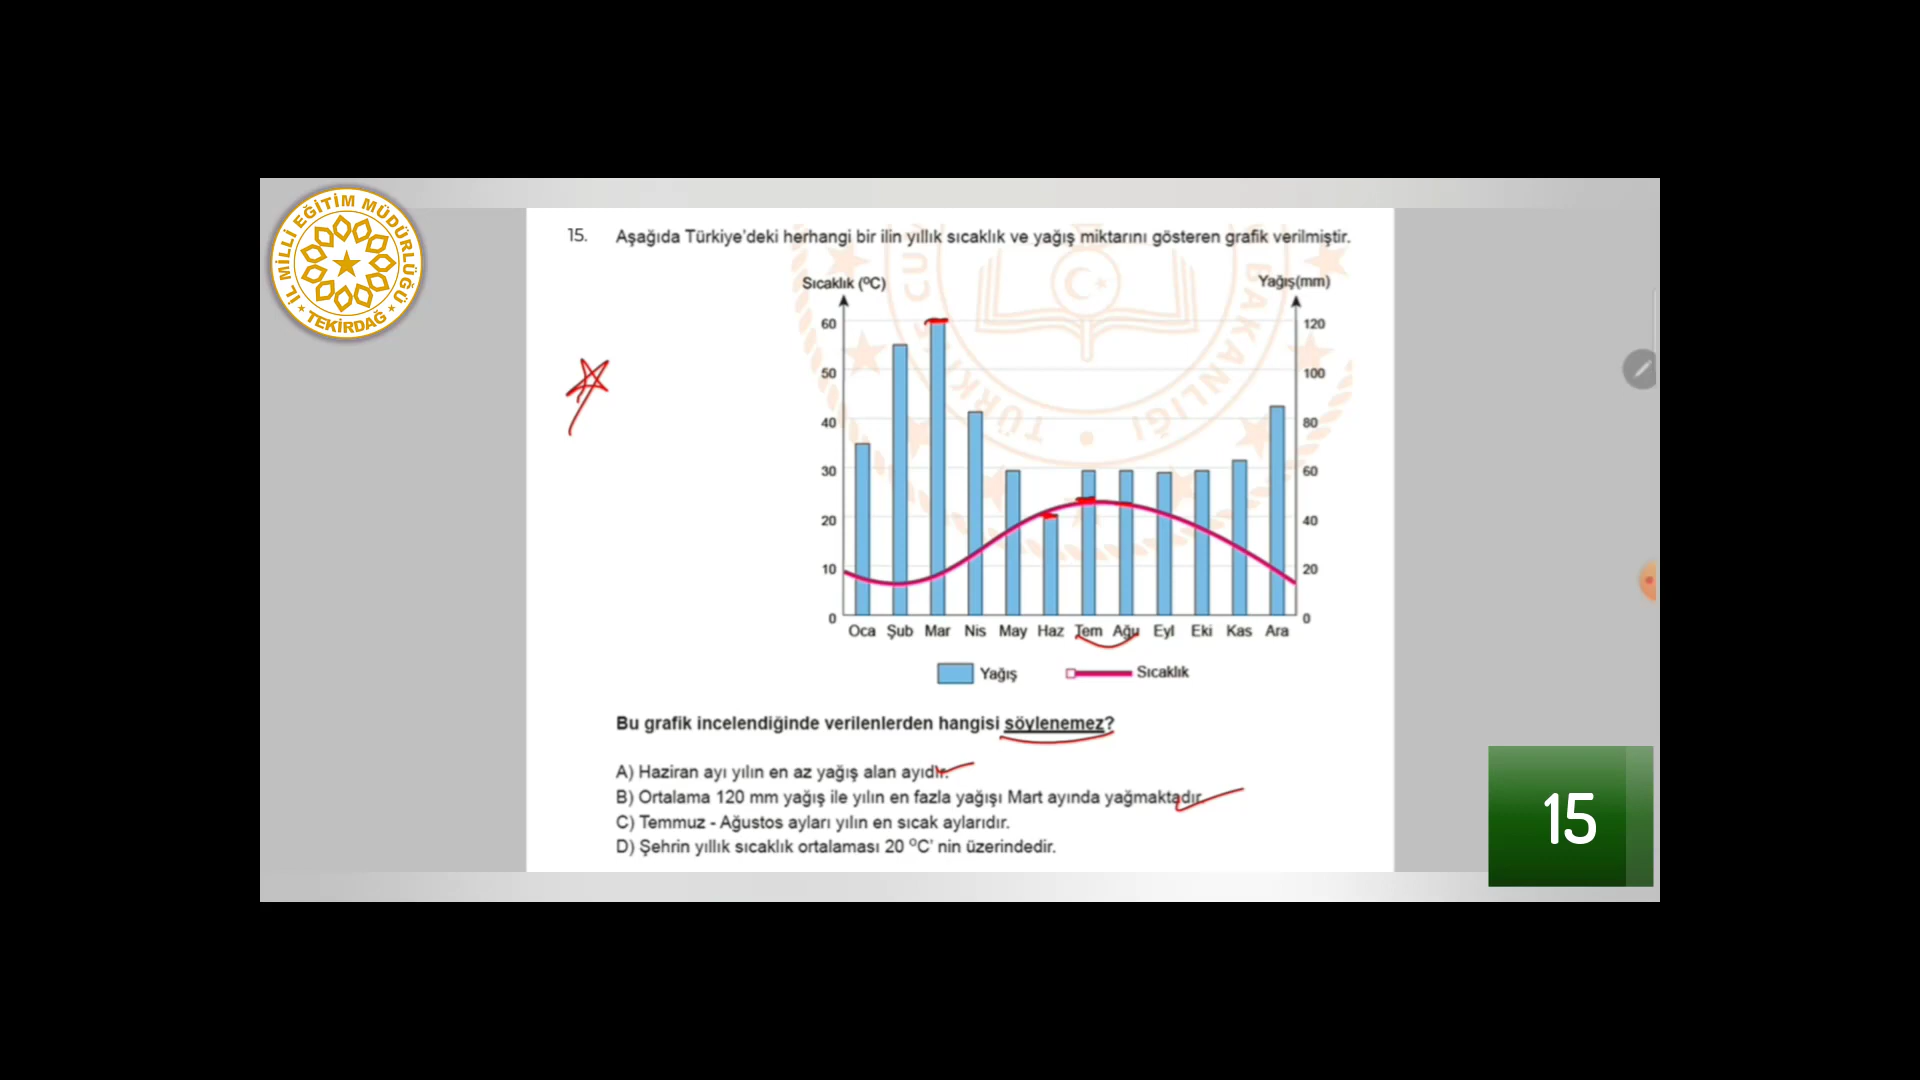 İL MİLLİ EĞİTİM MÜDÜRLÜĞÜ
TEKİRDAĞ
15. Aşağıda Türkiye'deki herhangi bir ilin yıllık sıcaklık ve yağış miktarını gösteren grafik verilmiştir.
Sıcaklık (ºC) Yağış(mm)
60 120
50 100
40 80
30 60
20 40
10 20
0 0
Oca Şub Mar Nis May Haz Tem Ağu Eyl Eki Kas Ara
Yağış Sıcaklık
Bu grafik incelendiğinde verilenlerden hangisi söylenemez?
A) Haziran ayı yılın en az yağış alan ayıdır.
B) Ortalama 120 mm yağış ile yılın en fazla yağışı Mart ayında yağmaktadır.
C) Temmuz - Ağustos ayları yılın en sıcak aylarıdır.
D) Şehrin yıllık sıcaklık ortalaması 20 ºC' nin üzerindedir.
15